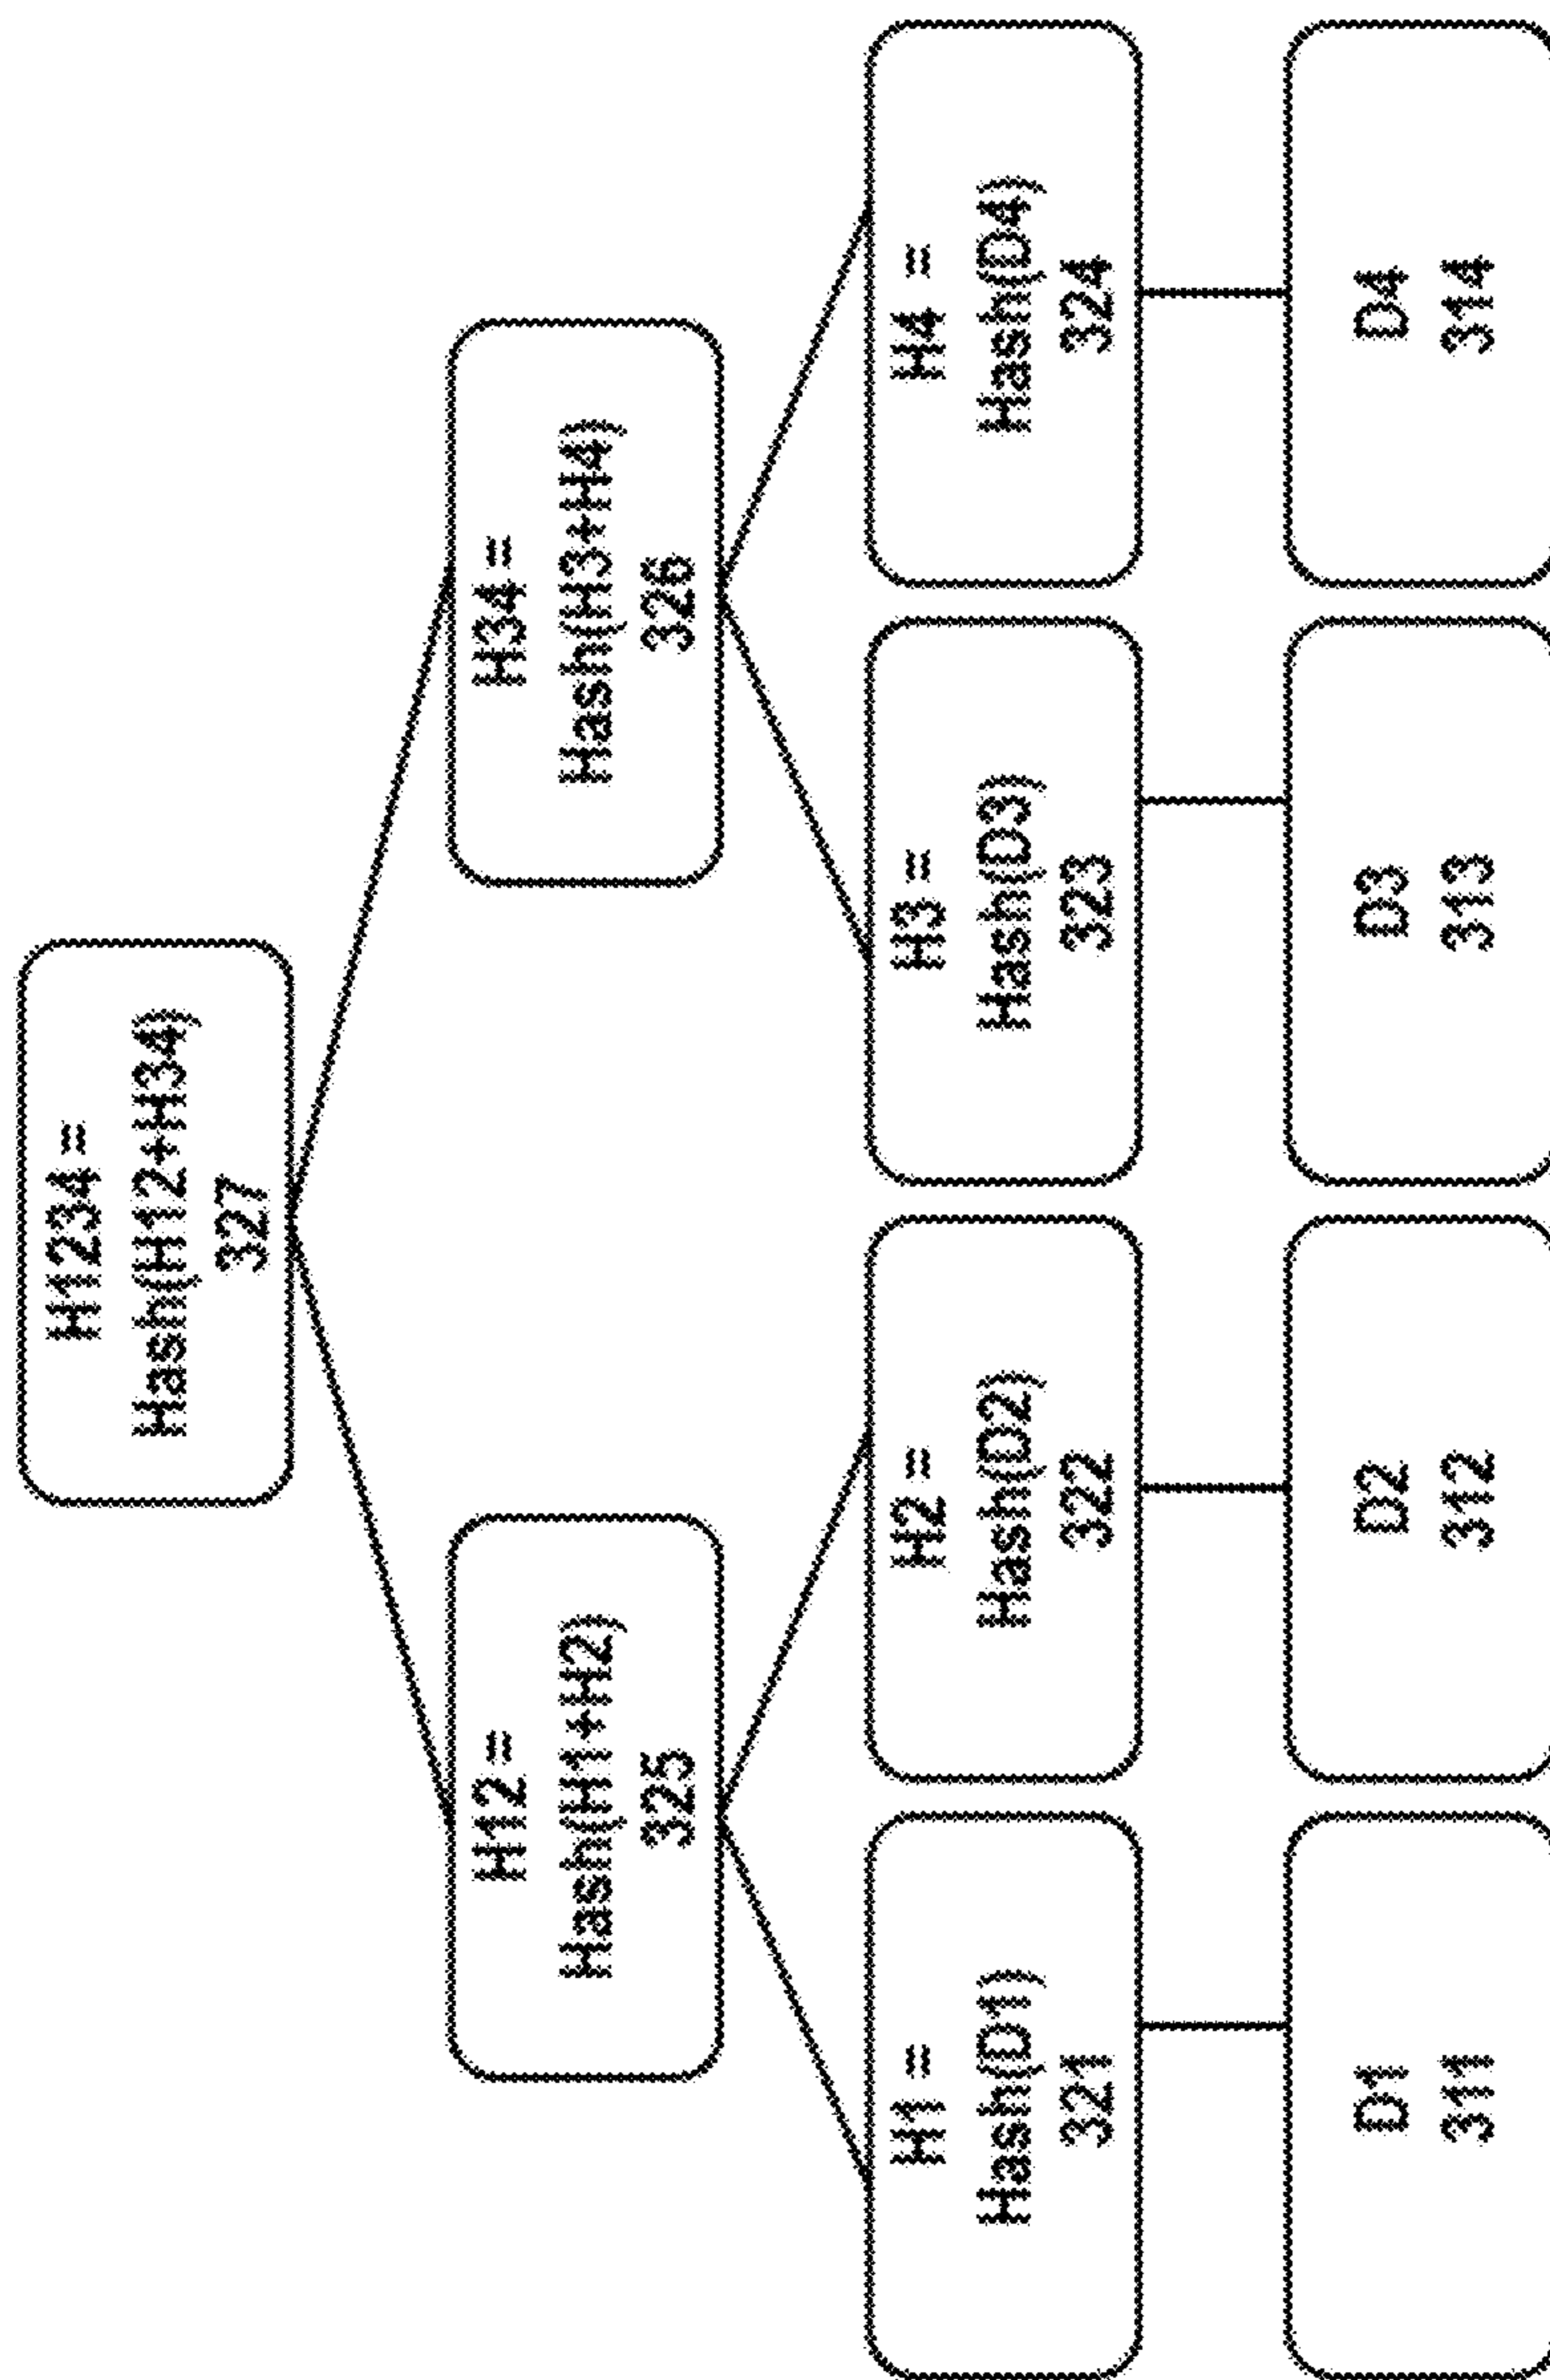 H1234 =
Hash(H12+H34)
327
H12 =
Hash(H1+H2)
325
H34 =
Hash(H3+H4)
326
H1 =
Hash(D1)
321
H2 =
Hash(D2)
322
H3 =
Hash(D3)
323
H4 =
Hash(D4)
324
D1
311
D2
312
D3
313
D4
314